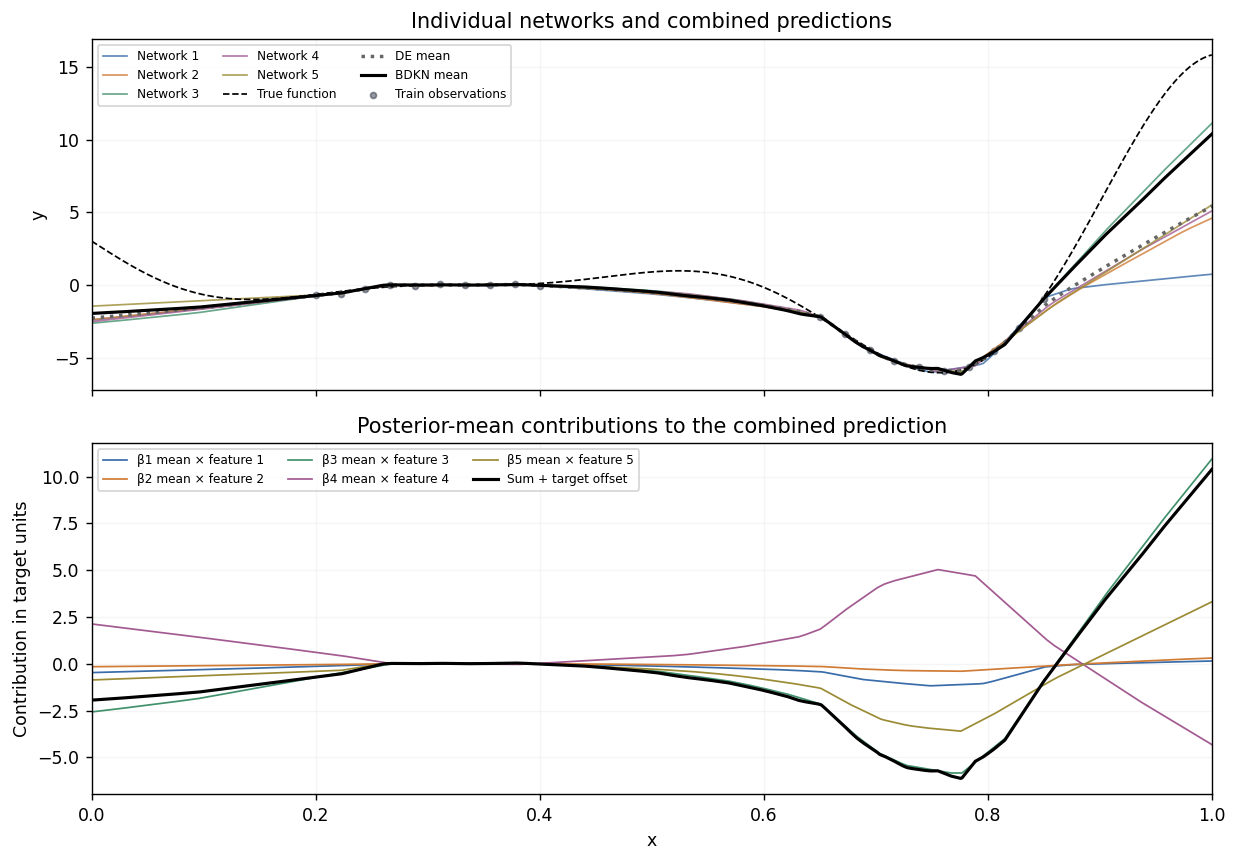 Individual networks and combined predictions
Network 1 Network 4 DE mean
Network 2 Network 5 BDKN mean
Network 3 True function Train observations
15
10
5
0
−5
y
Posterior-mean contributions to the combined prediction
β1 mean × feature 1 β3 mean × feature 3 β5 mean × feature 5
β2 mean × feature 2 β4 mean × feature 4 Sum + target offset
10.0
7.5
5.0
2.5
0.0
−2.5
−5.0
Contribution in target units
0.0 0.2 0.4 0.6 0.8 1.0
x